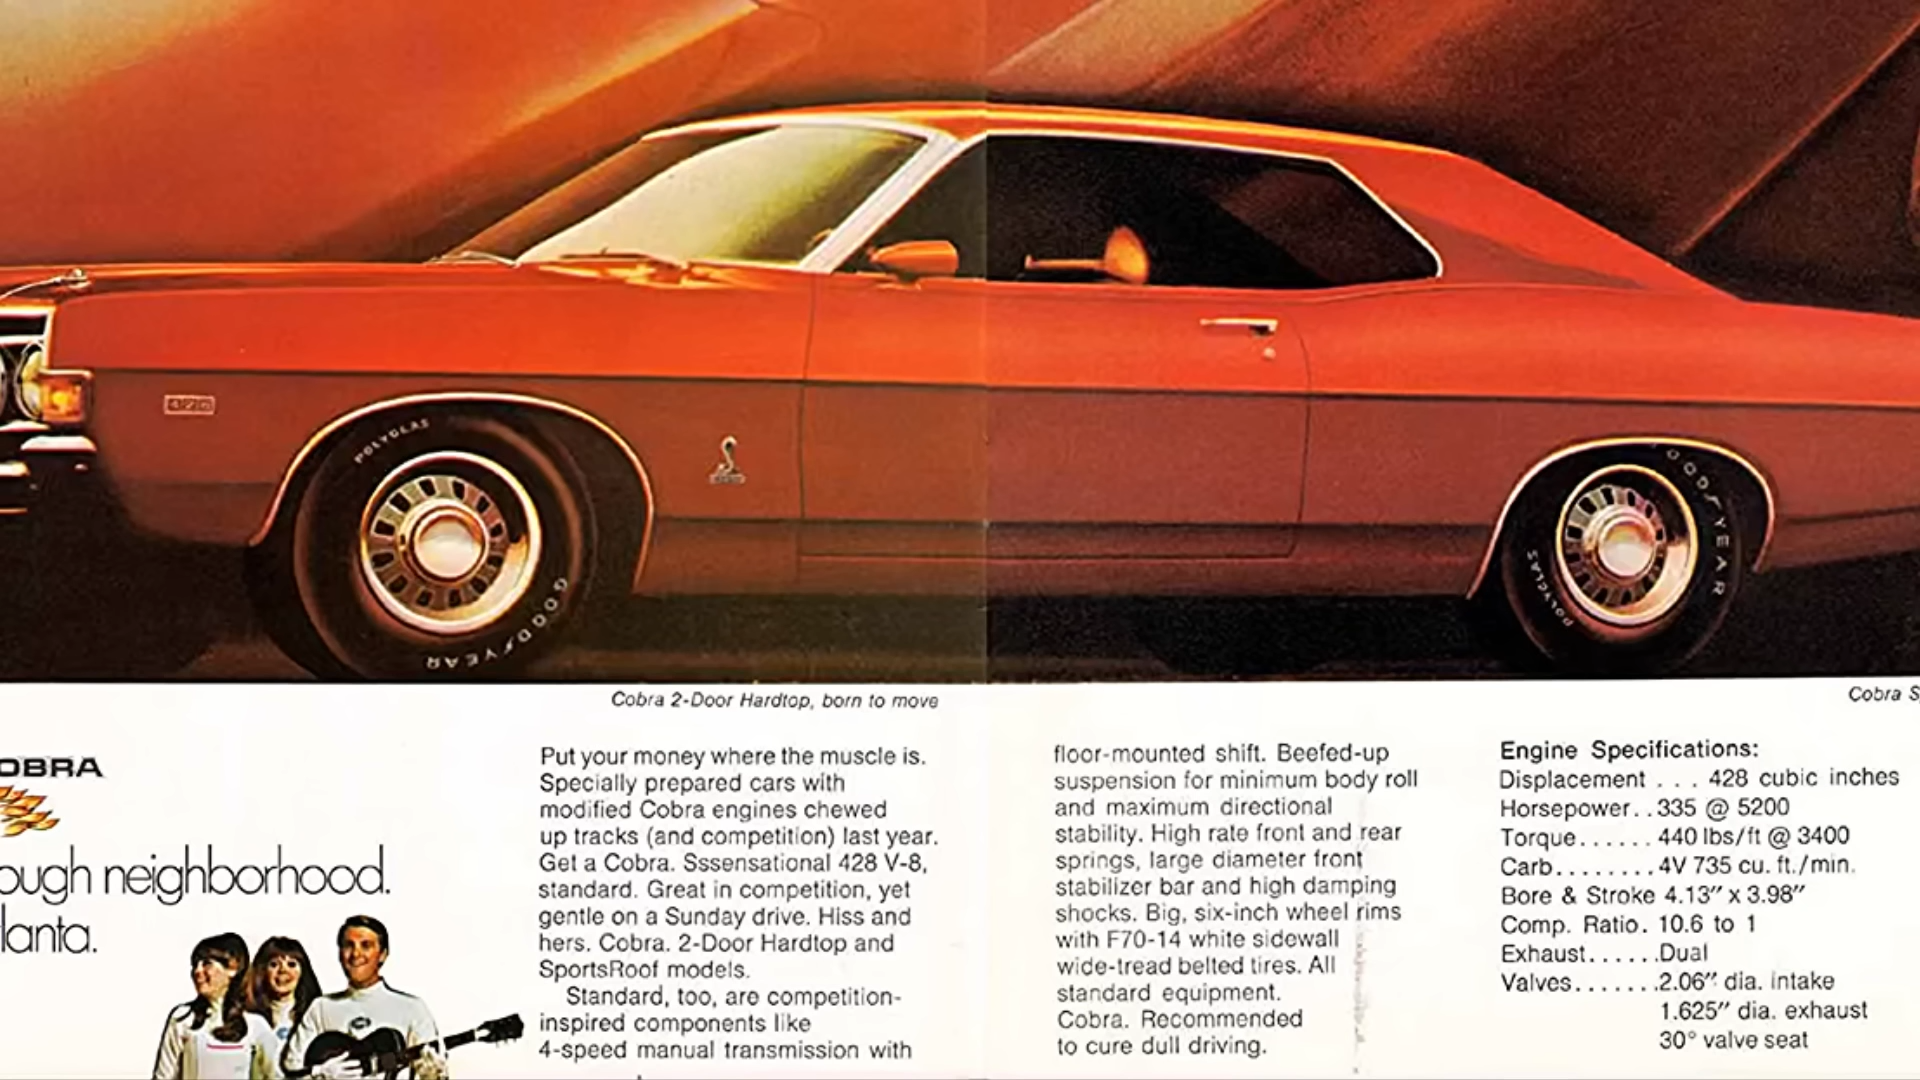 428
POLYGLAS
GOODYEAR
GOODYEAR
POLYGLAS
Cobra 2-Door Hardtop, born to move
Cobra S
OBRA
ough neighborhood.
lanta.
Put your money where the muscle is.
Specially prepared cars with
modified Cobra engines chewed
up tracks (and competition) last year.
Get a Cobra. Sssensational 428 V-8,
standard. Great in competition, yet
gentle on a Sunday drive. Hiss and
hers. Cobra. 2-Door Hardtop and
SportsRoof models.
Standard, too, are competition-
inspired components like
4-speed manual transmission with
floor-mounted shift. Beefed-up
suspension for minimum body roll
and maximum directional
stability. High rate front and rear
springs, large diameter front
stabilizer bar and high damping
shocks. Big, six-inch wheel rims
with F70-14 white sidewall
wide-tread belted tires. All
standard equipment.
Cobra. Recommended
to cure dull driving.
Engine Specifications:
Displacement . . . 428 cubic inches
Horsepower. . 335 @ 5200
Torque. . . . . . 440 lbs/ft @ 3400
Carb. . . . . . . . 4V 735 cu. ft./min.
Bore & Stroke 4.13″ x 3.98″
Comp. Ratio. 10.6 to 1
Exhaust. . . . . . Dual
Valves. . . . . . . 2.06″ dia. intake
1.625″ dia. exhaust
30° valve seat